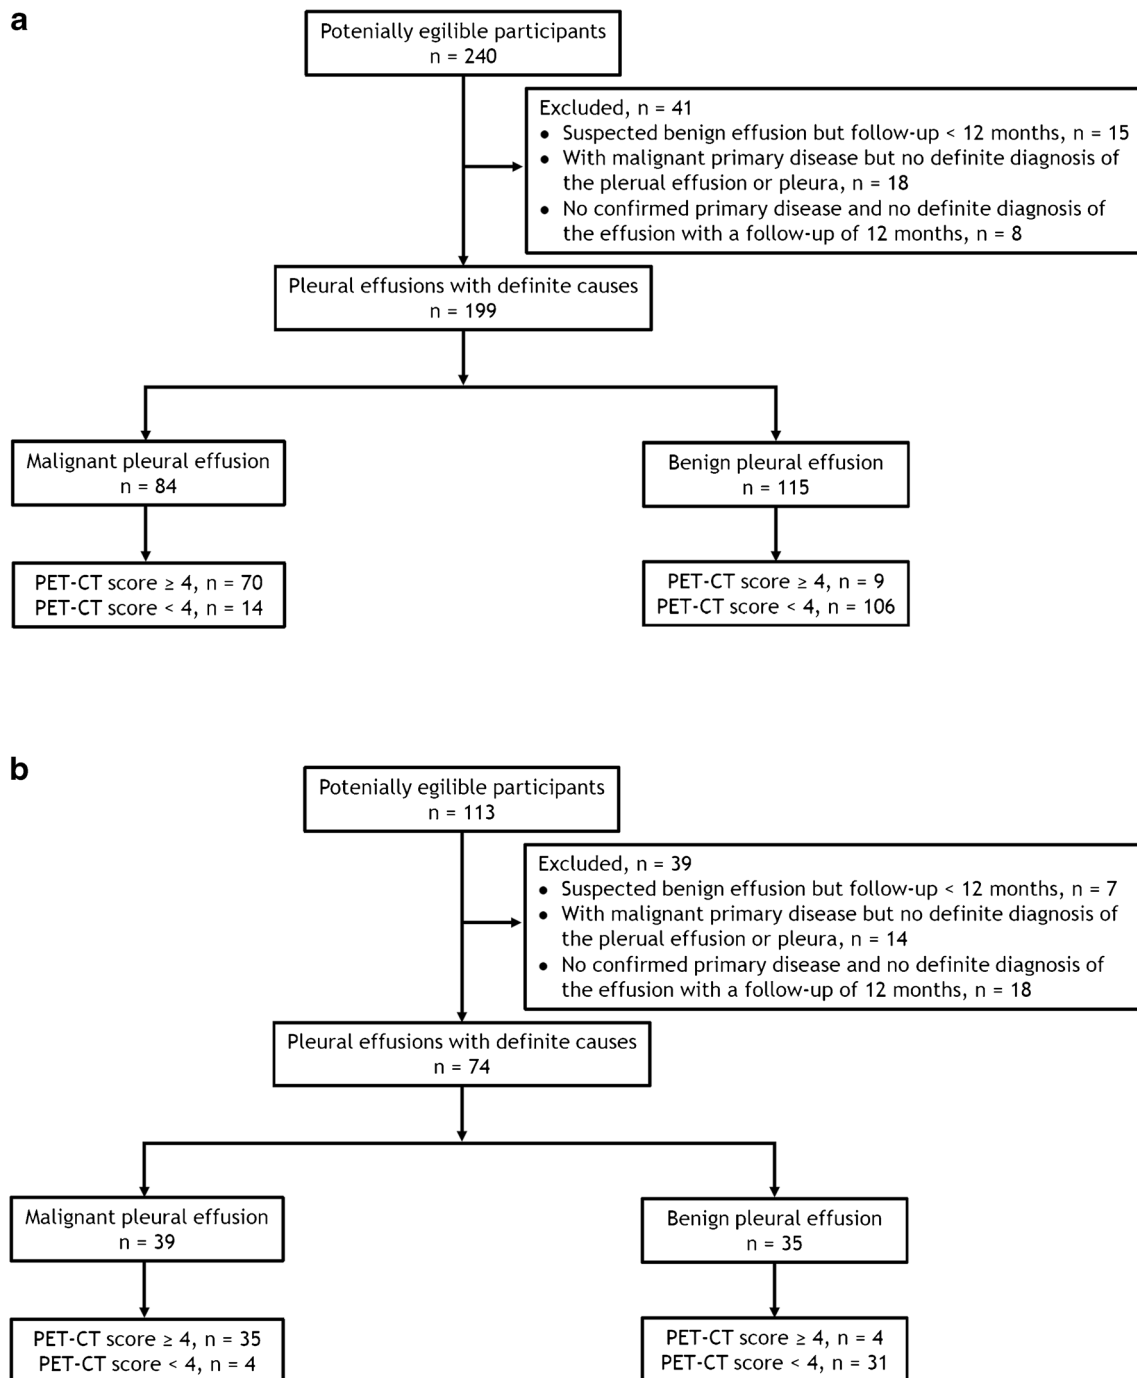 a
Potenially egilible participants
n = 240
Excluded, n = 41
● Suspected benign effusion but follow-up < 12 months, n = 15
● With malignant primary disease but no definite diagnosis of
the plerual effusion or pleura, n = 18
● No confirmed primary disease and no definite diagnosis of
the effusion with a follow-up of 12 months, n = 8
Pleural effusions with definite causes
n = 199
Malignant pleural effusion
n = 84
Benign pleural effusion
n = 115
PET-CT score ≥ 4, n = 70
PET-CT score < 4, n = 14
PET-CT score ≥ 4, n = 9
PET-CT score < 4, n = 106
b
Potenially egilible participants
n = 113
Excluded, n = 39
● Suspected benign effusion but follow-up < 12 months, n = 7
● With malignant primary disease but no definite diagnosis of
the plerual effusion or pleura, n = 14
● No confirmed primary disease and no definite diagnosis of
the effusion with a follow-up of 12 months, n = 18
Pleural effusions with definite causes
n = 74
Malignant pleural effusion
n = 39
Benign pleural effusion
n = 35
PET-CT score ≥ 4, n = 35
PET-CT score < 4, n = 4
PET-CT score ≥ 4, n = 4
PET-CT score < 4, n = 31